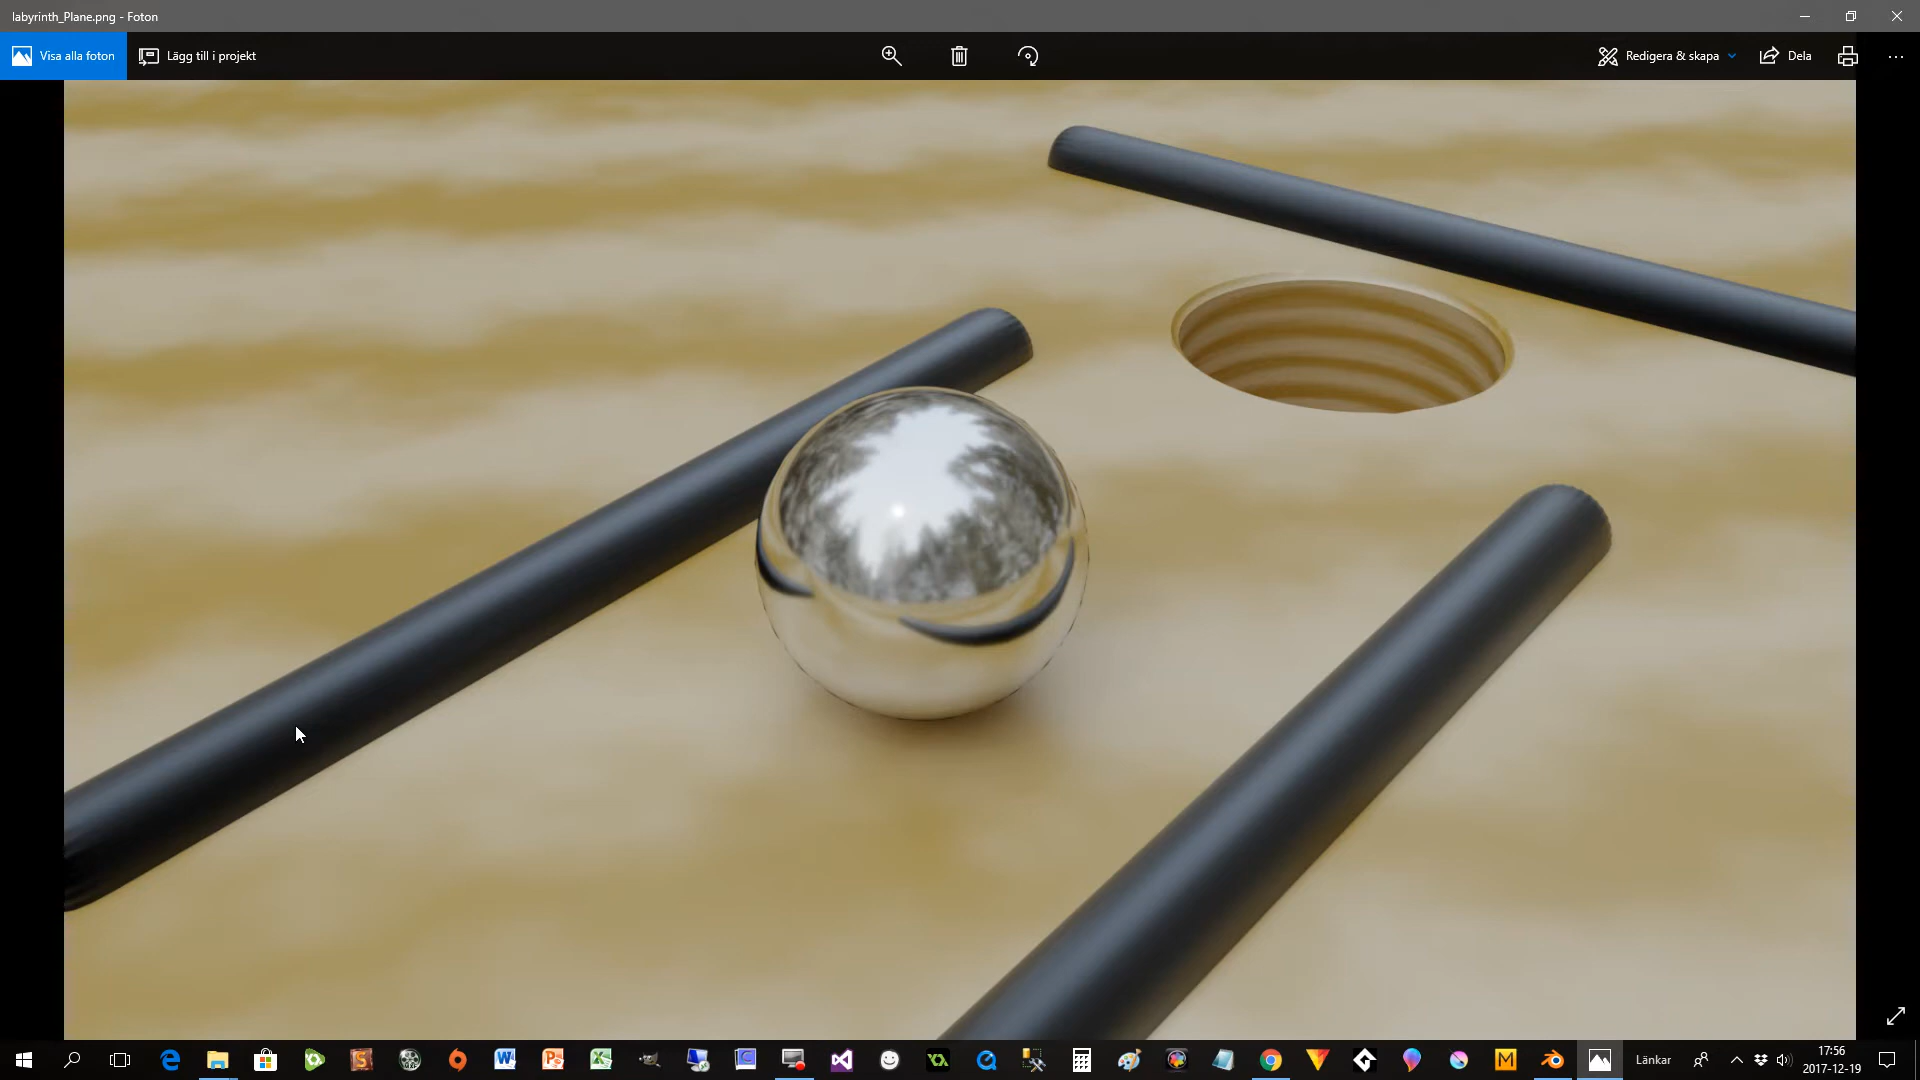 labyrinth_Plane.png - Foton
Visa alla foton
Lägg till i projekt
Redigera & skapa
Dela
Länkar
17:56
2017-12-19